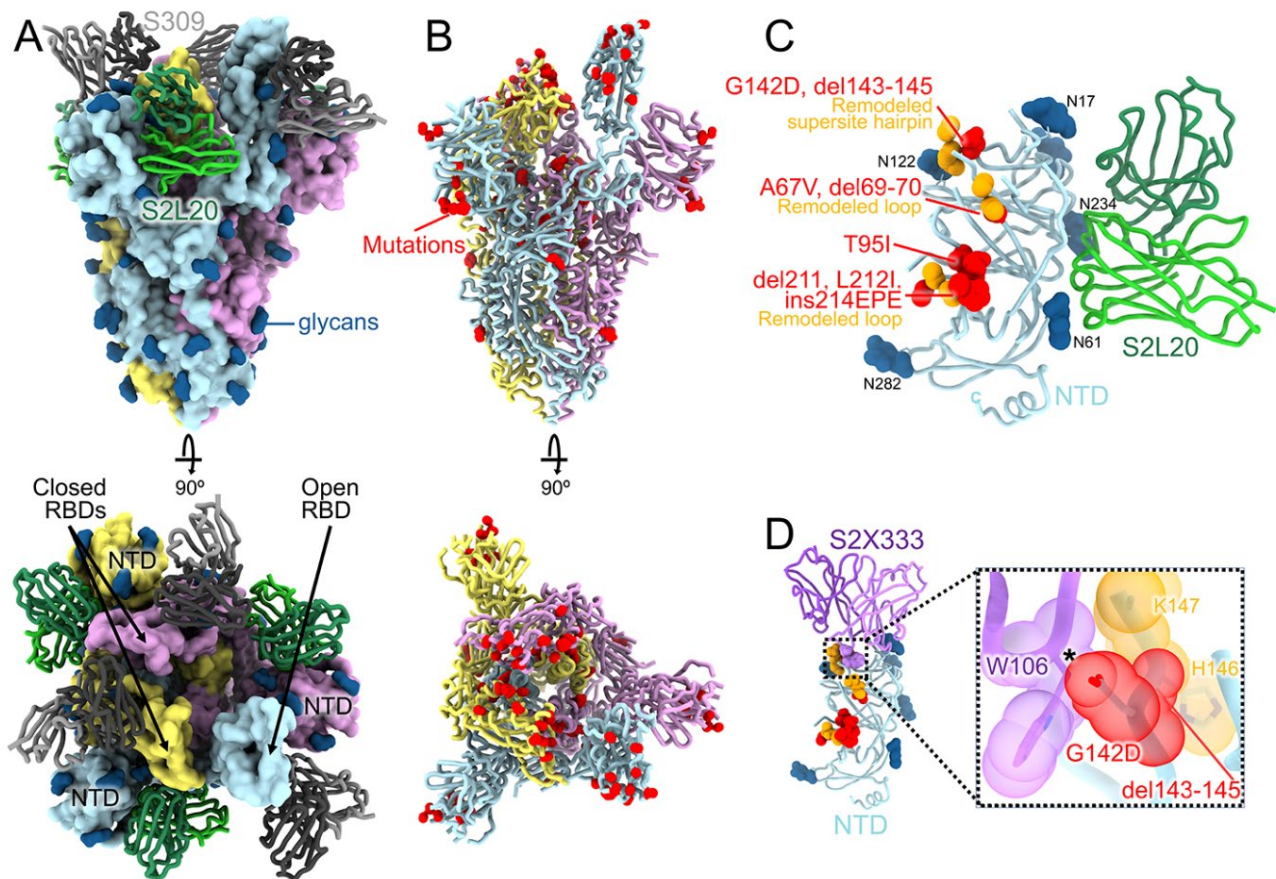 A
S309
S2L20
glycans
90º
Closed
RBDs
Open
RBD
NTD
NTD
NTD
B
Mutations
90º
C
G142D, del143-145
Remodeled
supersite hairpin
N17
N122
A67V, del69-70
Remodeled loop
N234
T95I
del211, L212I,
ins214EPE
Remodeled loop
S2L20
N61
N282
C
NTD
D
S2X333
NTD
K147
W106
*
H146
G142D
del143-145